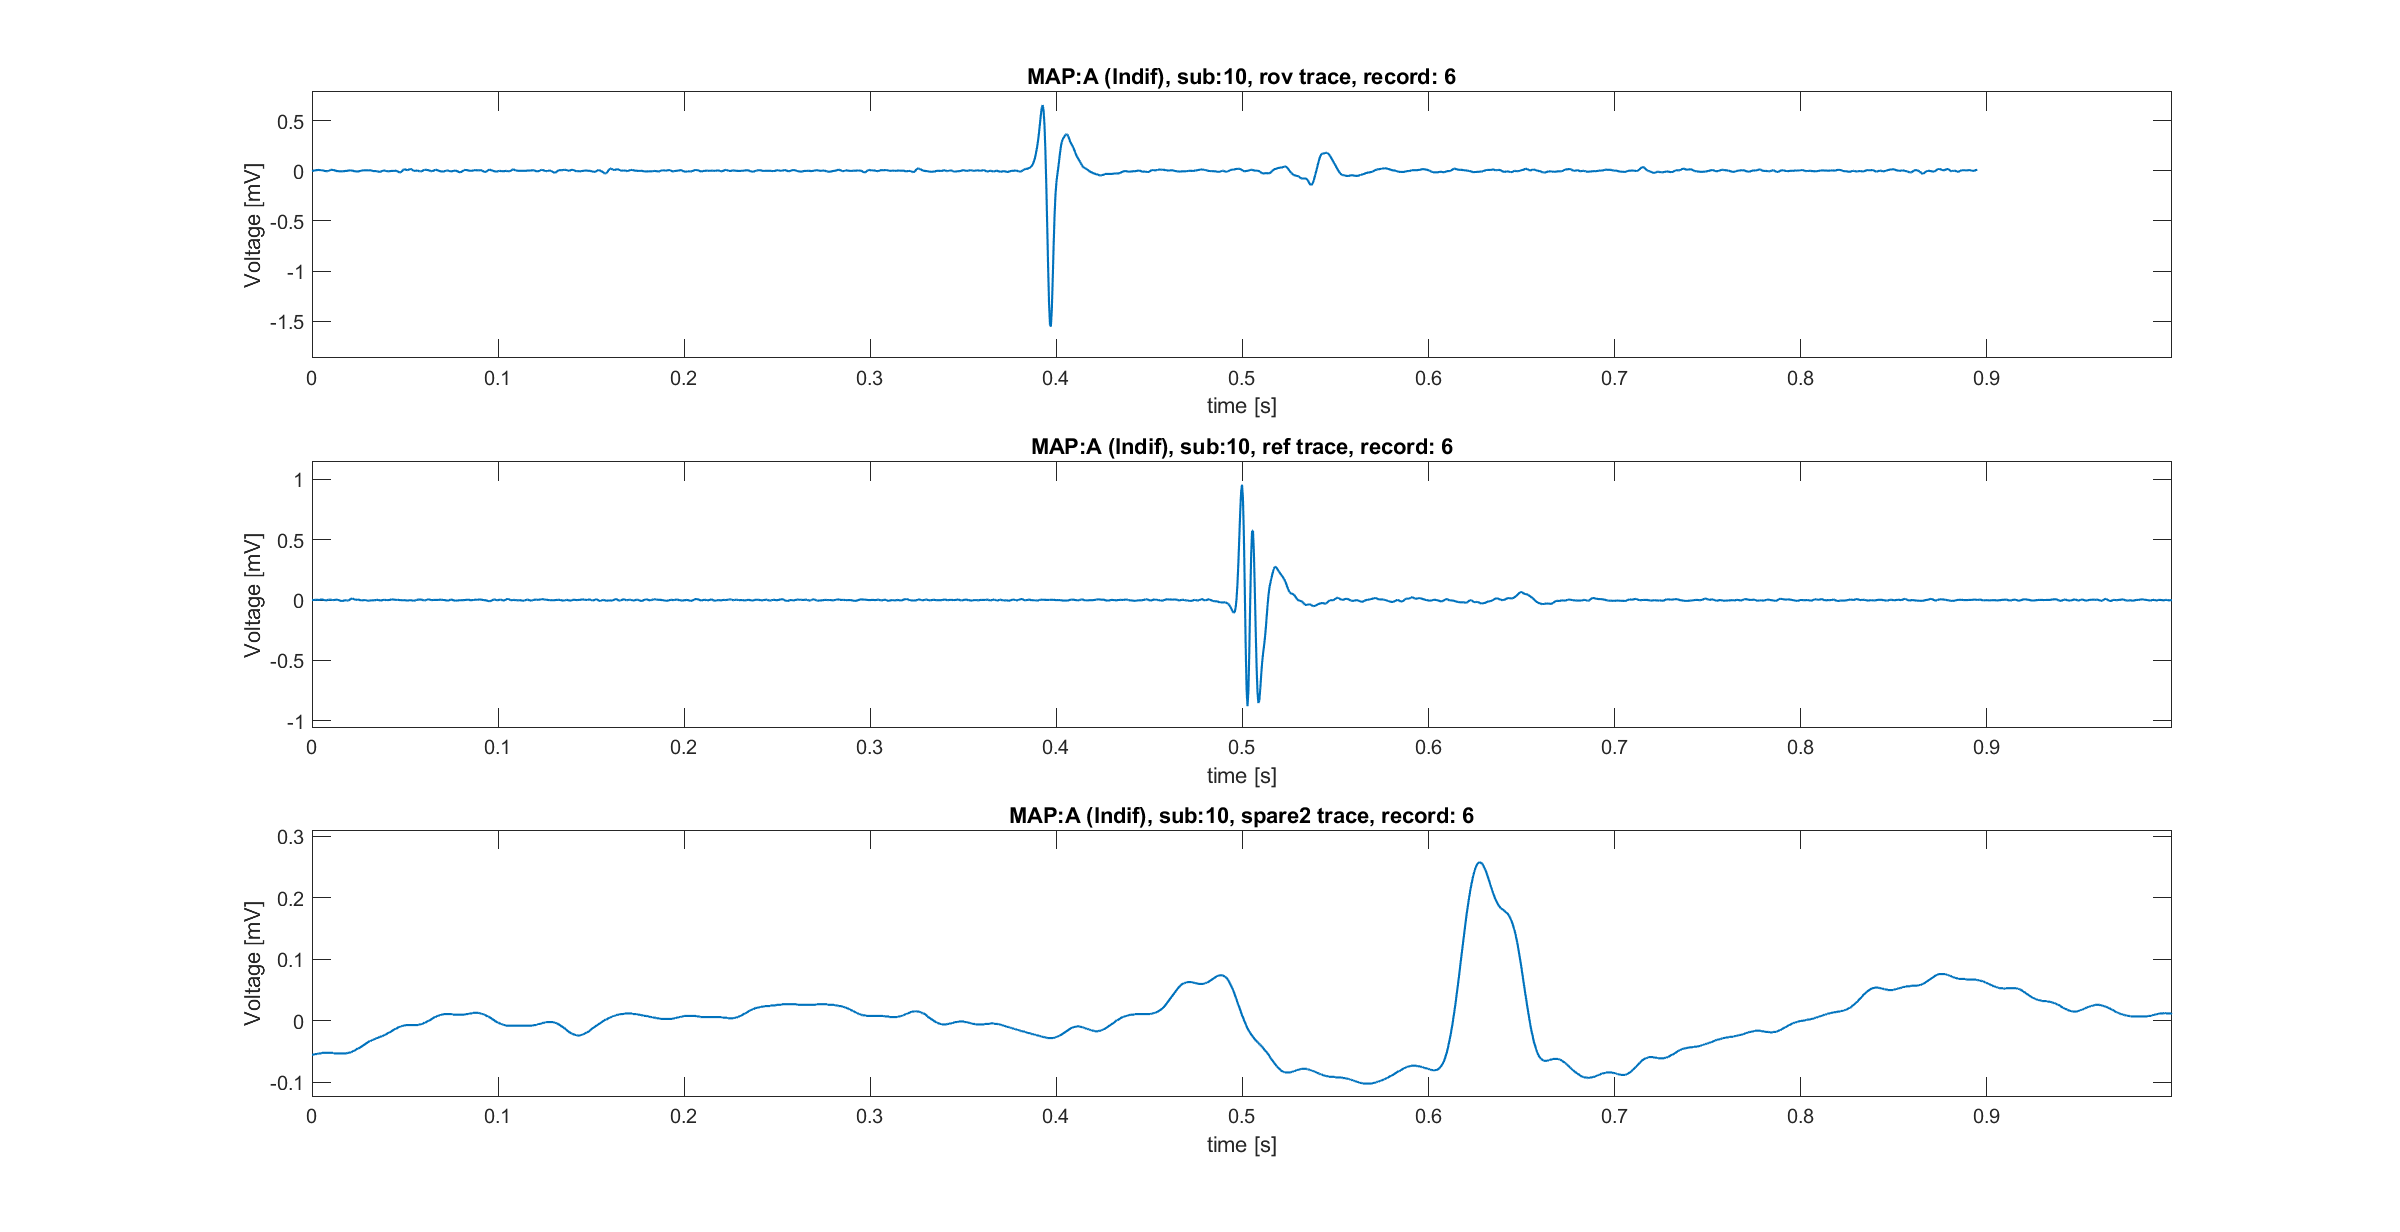 MAP:A (Indif), sub:10, rov trace, record: 6
Voltage [mV]
0.5
0
-0.5
-1
-1.5
0 0.1 0.2 0.3 0.4 0.5 0.6 0.7 0.8 0.9
time [s]
MAP:A (Indif), sub:10, ref trace, record: 6
Voltage [mV]
1
0.5
0
-0.5
-1
0 0.1 0.2 0.3 0.4 0.5 0.6 0.7 0.8 0.9
time [s]
MAP:A (Indif), sub:10, spare2 trace, record: 6
Voltage [mV]
0.3
0.2
0.1
0
-0.1
0 0.1 0.2 0.3 0.4 0.5 0.6 0.7 0.8 0.9
time [s]